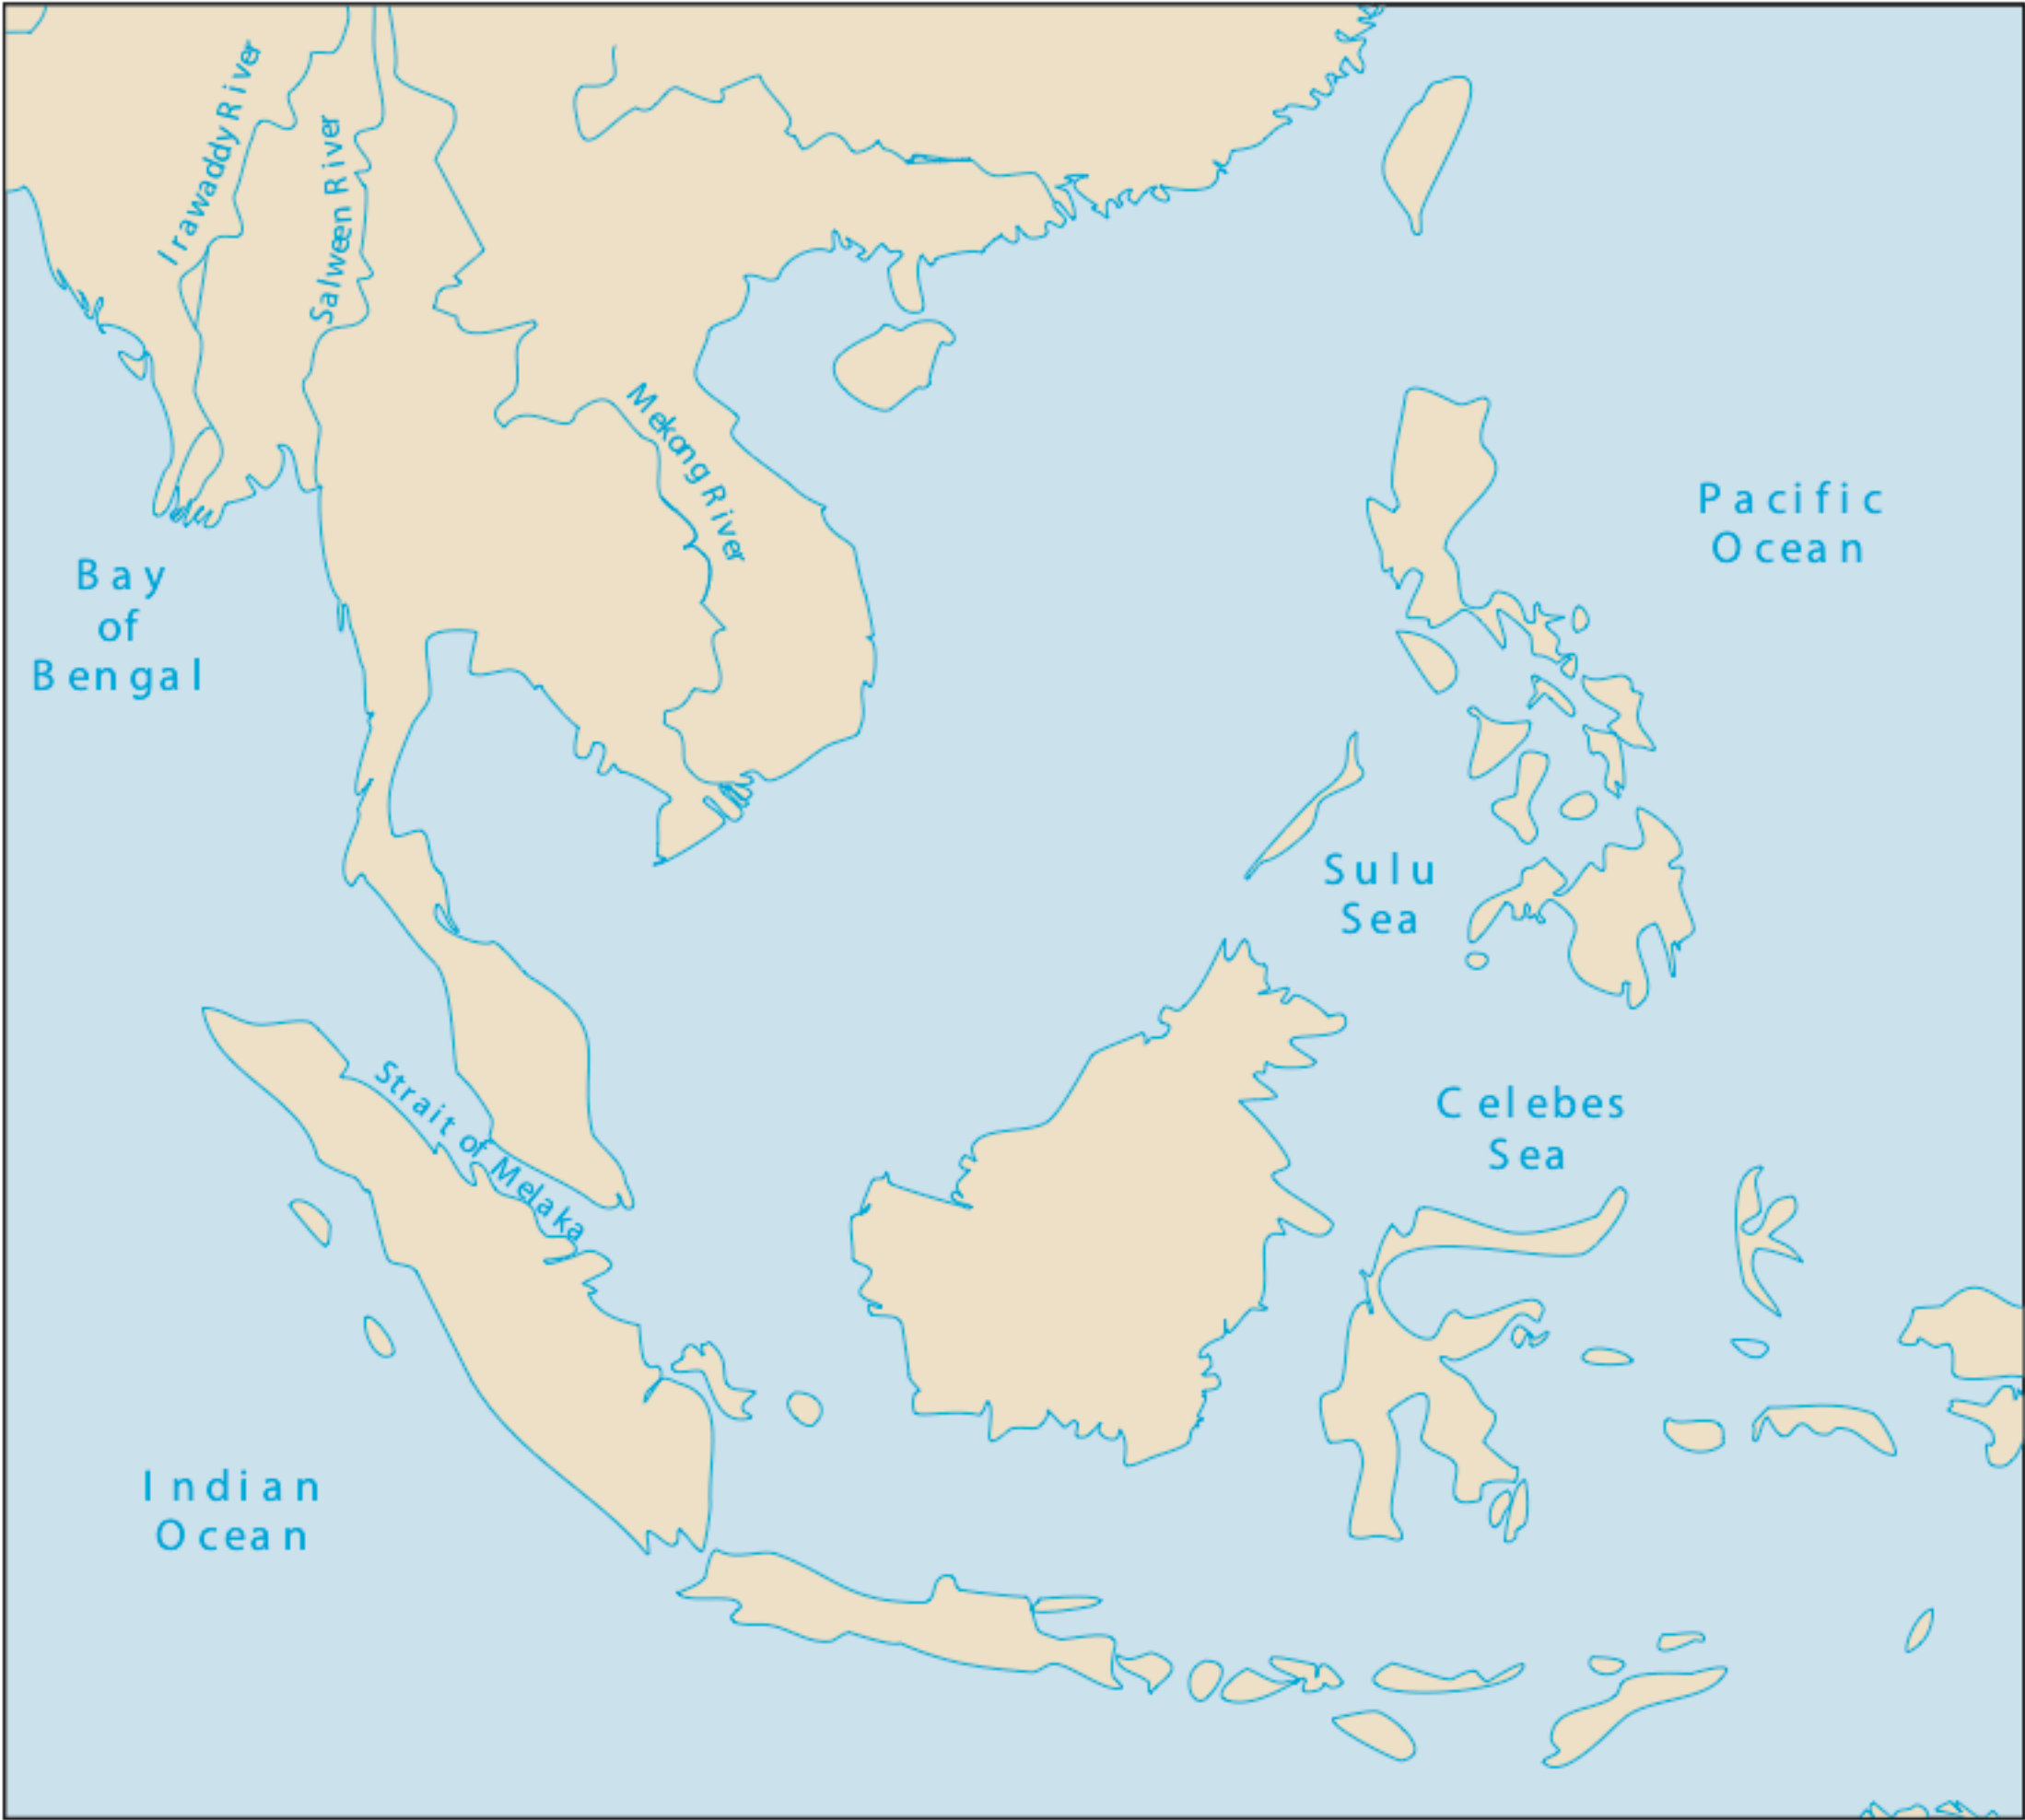 Irawaddy River
Salween River
Mekong River
Pacific
Ocean
Bay
of
Bengal
Sulu
Sea
Strait of Melaka
Celebes
Sea
Indian
Ocean